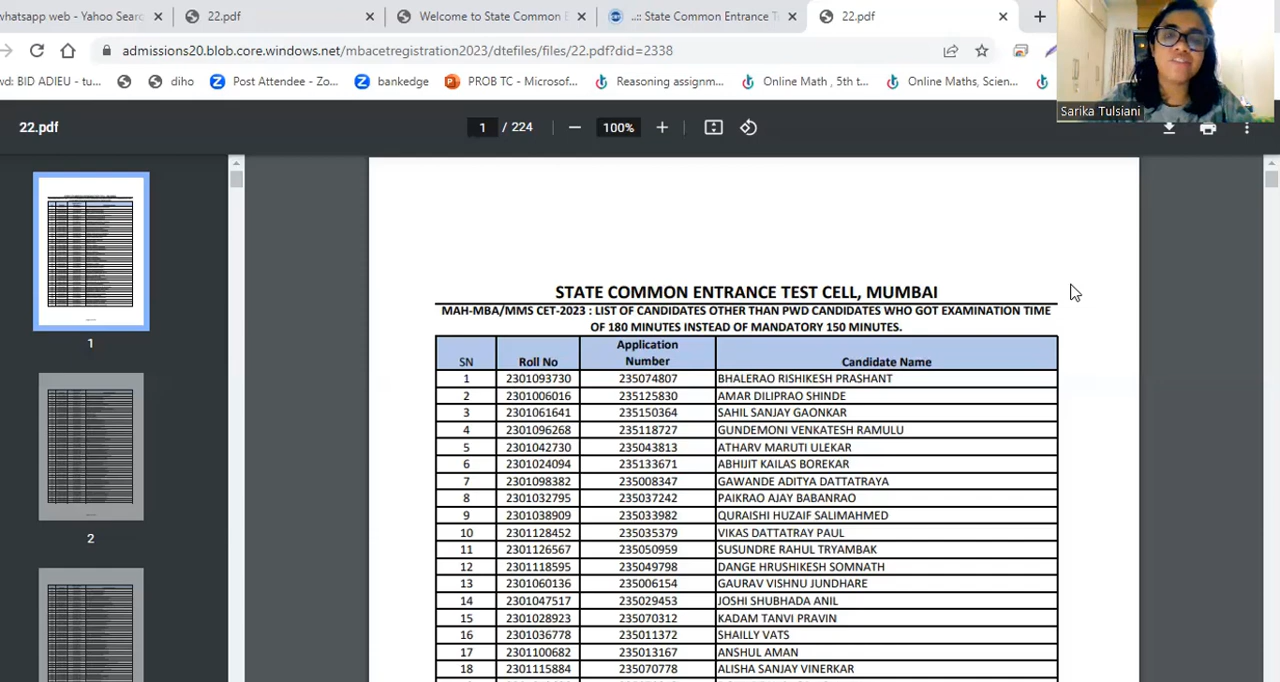 whatsapp web - Yahoo Searc
22.pdf
Welcome to State Common E
..:: State Common Entrance T
22.pdf
admissions20.blob.core.windows.net/mbacetregistration2023/dtefiles/files/22.pdf?did=2338
wd: BID ADIEU - tu...
diho
Post Attendee - Zo...
bankedge
PROB TC - Microsof...
Reasoning assignm...
Online Math , 5th t...
Online Maths, Scien...
Sarika Tulsiani
22.pdf
1 / 224
100%
STATE COMMON ENTRANCE TEST CELL, MUMBAI
MAH-MBA/MMS CET-2023 : LIST OF CANDIDATES OTHER THAN PWD CANDIDATES WHO GOT EXAMINATION TIME
OF 180 MINUTES INSTEAD OF MANDATORY 150 MINUTES.
SN Roll No Application Number Candidate Name
1 2301093730 235074807 BHALERAO RISHIKESH PRASHANT
2 2301006016 235125830 AMAR DILIPRAO SHINDE
3 2301061641 235150364 SAHIL SANJAY GAONKAR
4 2301096268 235118727 GUNDEMONI VENKATESH RAMULU
5 2301042730 235043813 ATHARV MARUTI ULEKAR
6 2301024094 235133671 ABHIJIT KAILAS BOREKAR
7 2301098382 235008347 GAWANDE ADITYA DATTATRAYA
8 2301032795 235037242 PAIKRAO AJAY BABANRAO
9 2301038909 235033982 QURAISHI HUZAIF SALIMAHMED
10 2301128452 235035379 VIKAS DATTATRAY PAUL
11 2301126567 235050959 SUSUNDRE RAHUL TRYAMBAK
12 2301118595 235049798 DANGE HRUSHIKESH SOMNATH
13 2301060136 235006154 GAURAV VISHNU JUNDHARE
14 2301047517 235029453 JOSHI SHUBHADA ANIL
15 2301028923 235070312 KADAM TANVI PRAVIN
16 2301036778 235011372 SHAILLY VATS
17 2301100682 235013167 ANSHUL AMAN
18 2301115884 235070778 ALISHA SANJAY VINERKAR
1
2